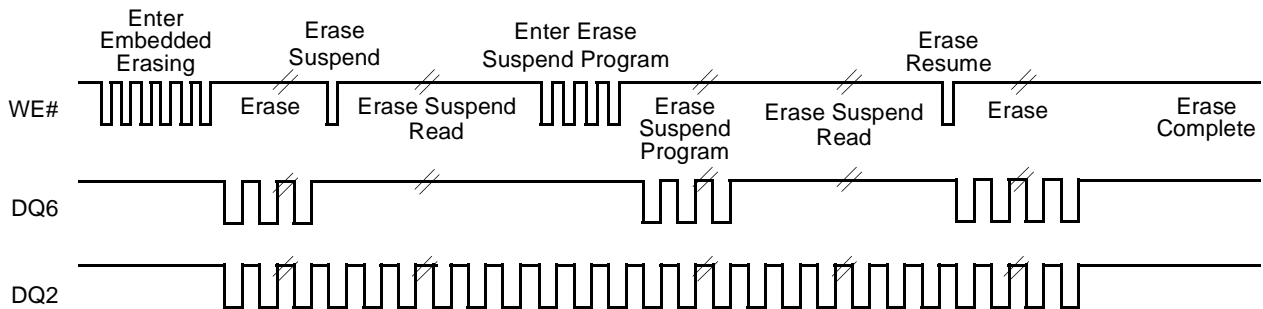 Enter
Embedded
Erasing
Erase
Suspend
Enter Erase
Suspend Program
Erase
Resume
WE#
Erase
Erase Suspend
Read
Erase
Suspend
Program
Erase Suspend
Read
Erase
Erase
Complete
DQ6
DQ2